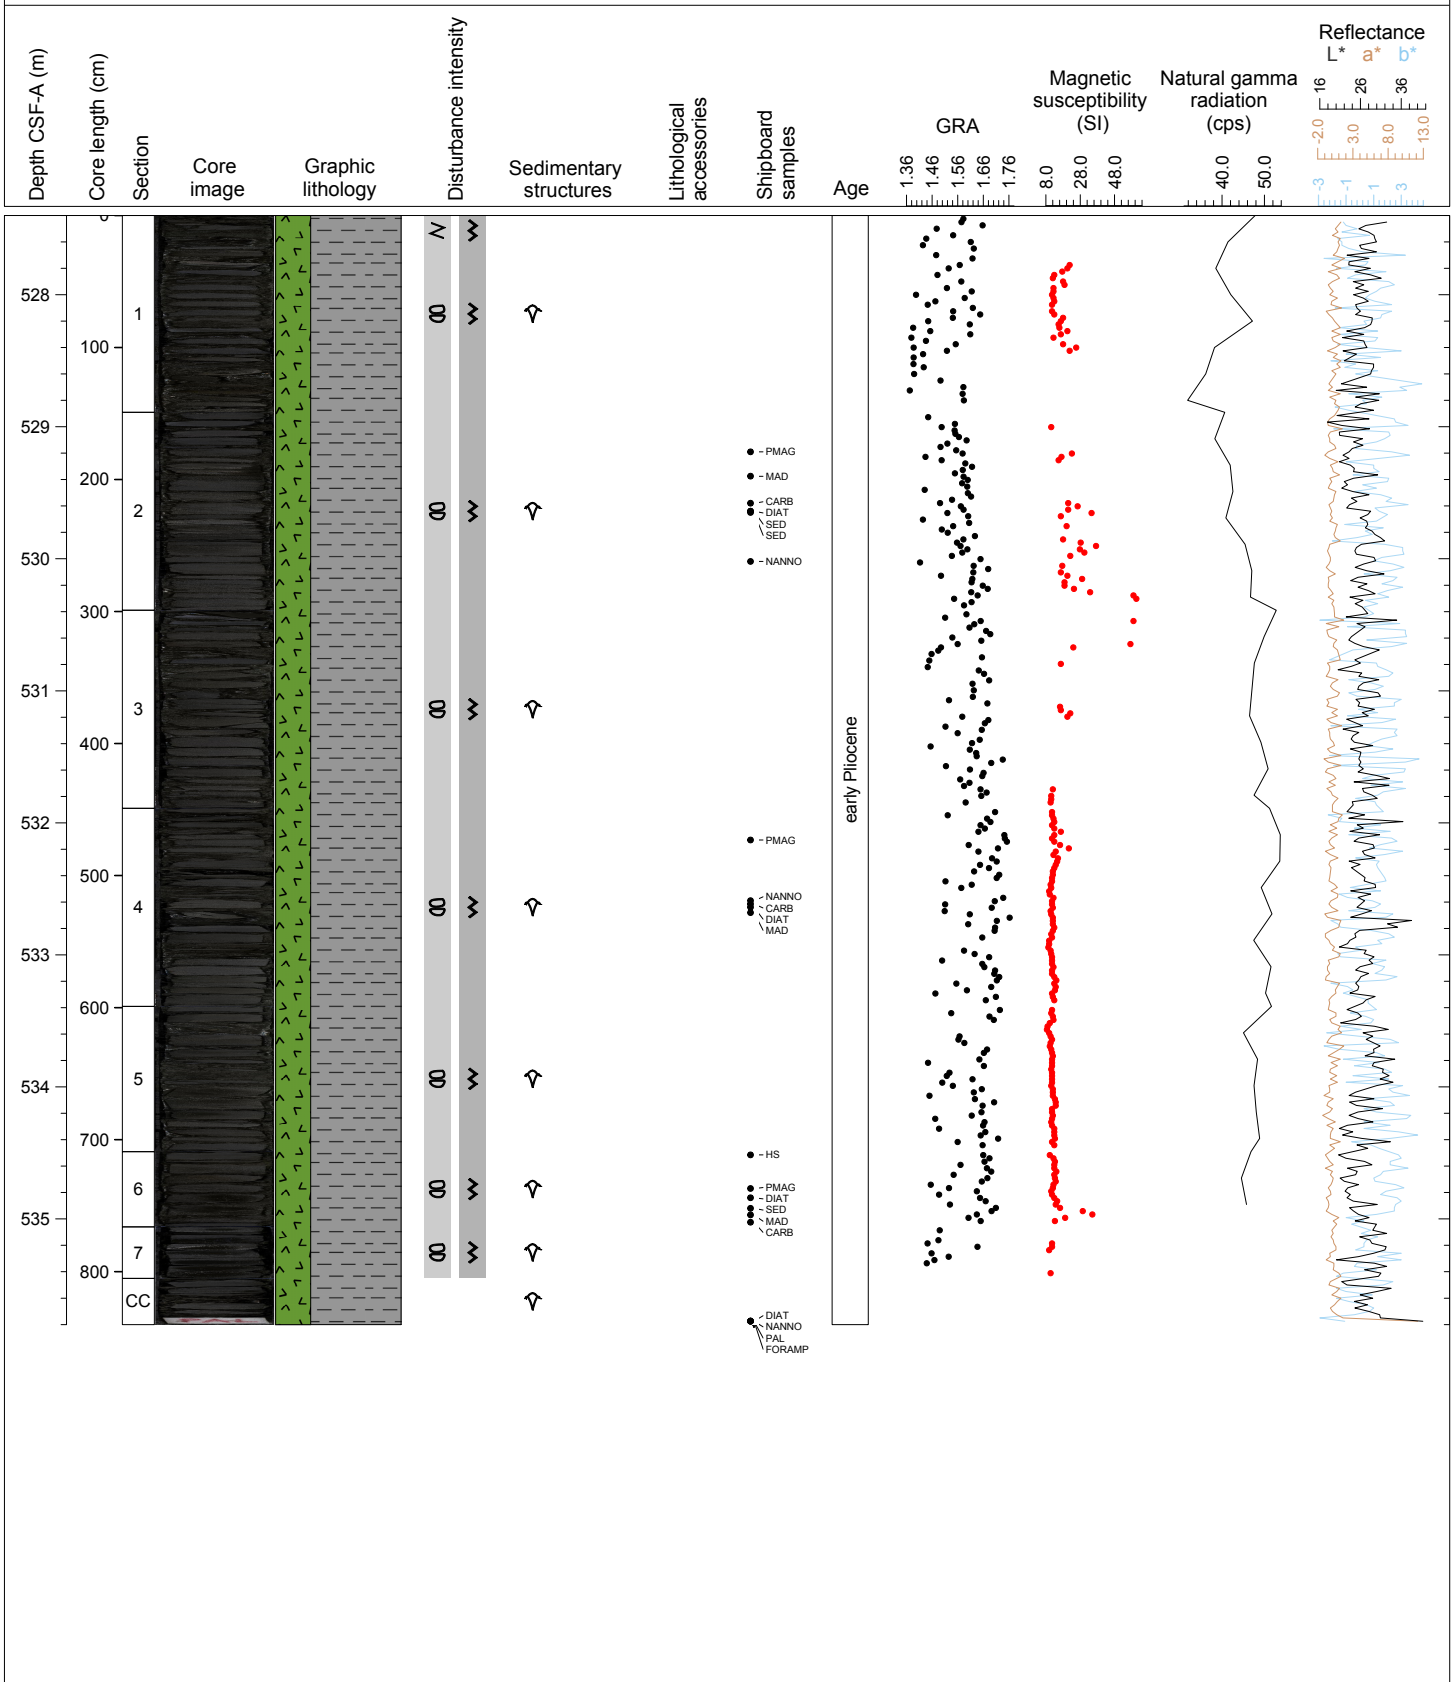 Depth CSF-A (m)
Core length (cm)
Section
Core
image
Graphic
lithology
Disturbance intensity
Sedimentary
structures
Lithological
accessories
Shipboard
samples
Age
GRA
1.36 1.46 1.56 1.66 1.76
Magnetic
susceptibility
(SI)
8.0 28.0 48.0
Natural gamma
radiation
(cps)
40.0 50.0
Reflectance
L* a* b*
16 26 36
-2.0 3.0 8.0 13.0
-3 -1 1 3
0
528
1
100
529
PMAG
200
MAD
CARB
2
DIAT
SED
SED
530
NANNO
300
531
3
400
early Pliocene
532
PMAG
500
NANNO
4
CARB
DIAT
MAD
533
600
5
534
700
HS
6
PMAG
DIAT
SED
535
MAD
CARB
7
800
CC
DIAT
NANNO
PAL
FORAMP